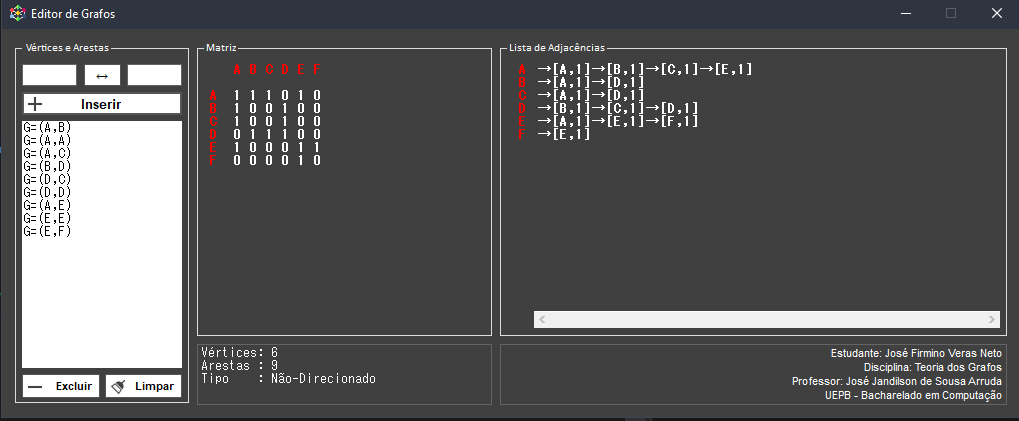 Editor de Grafos
Vértices e Arestas
↔
Inserir
G=(A,B)
G=(A,A)
G=(A,C)
G=(B,D)
G=(D,C)
G=(D,D)
G=(A,E)
G=(E,E)
G=(E,F)
Excluir
Limpar
Matriz
A B C D E F
A 1 1 1 0 1 0
B 1 0 0 1 0 0
C 1 0 0 1 0 0
D 0 1 1 1 0 0
E 1 0 0 0 1 1
F 0 0 0 0 1 0
Vértices: 6
Arestas : 9
Tipo : Não-Direcionado
Lista de Adjacências
A →[A,1]→[B,1]→[C,1]→[E,1]
B →[A,1]→[D,1]
C →[A,1]→[D,1]
D →[B,1]→[C,1]→[D,1]
E →[A,1]→[E,1]→[F,1]
F →[E,1]
Estudante: José Firmino Veras Neto
Disciplina: Teoria dos Grafos
Professor: José Jandilson de Sousa Arruda
UEPB - Bacharelado em Computação